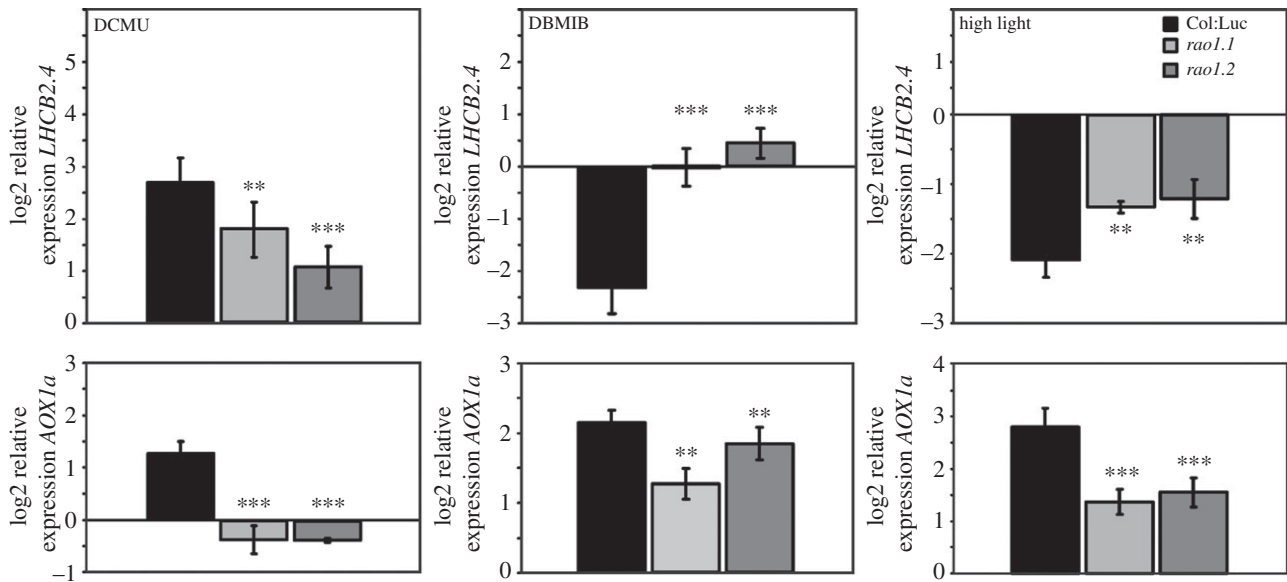 DCMU
5
4
3
2
1
0
log2 relative
expression LHCB2.4
** 
***
DBMIB
3
2
1
0
−1
−2
−3
log2 relative
expression LHCB2.4
***
***
high light
Col:Luc
rao1.1
rao1.2
1
0
−1
−2
−3
log2 relative
expression LHCB2.4
**
**
3
2
1
0
−1
log2 relative
expression AOX1a
***
***
3
2
1
0
log2 relative
expression AOX1a
**
**
4
3
2
1
0
log2 relative
expression AOX1a
***
***